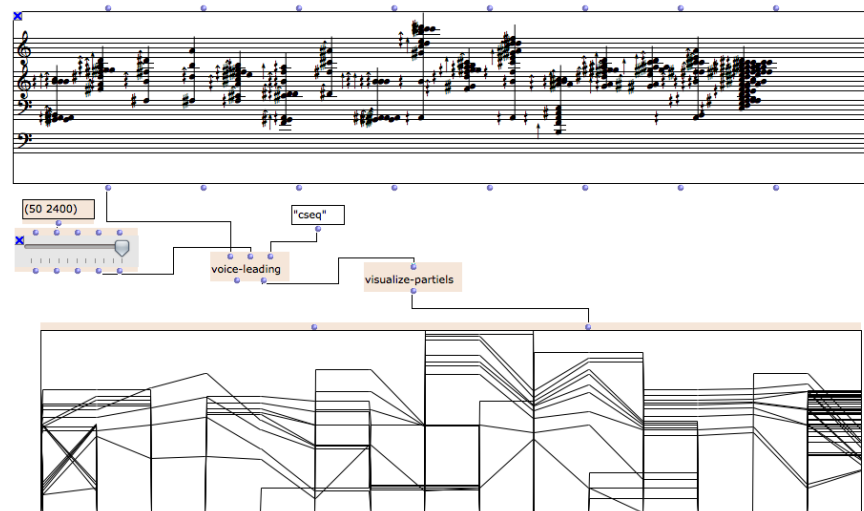 (50 2400)
"cseq"
voice-leading
visualize-partiels